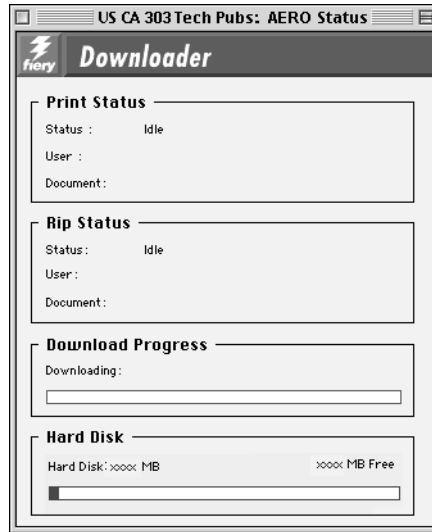 US CA 303 Tech Pubs: AERO Status
fiery Downloader
Print Status
Status : Idle
User :
Document:
Rip Status
Status: Idle
User:
Document:
Download Progress
Downloading:
Hard Disk
Hard Disk: xxxx MB xxxx MB Free